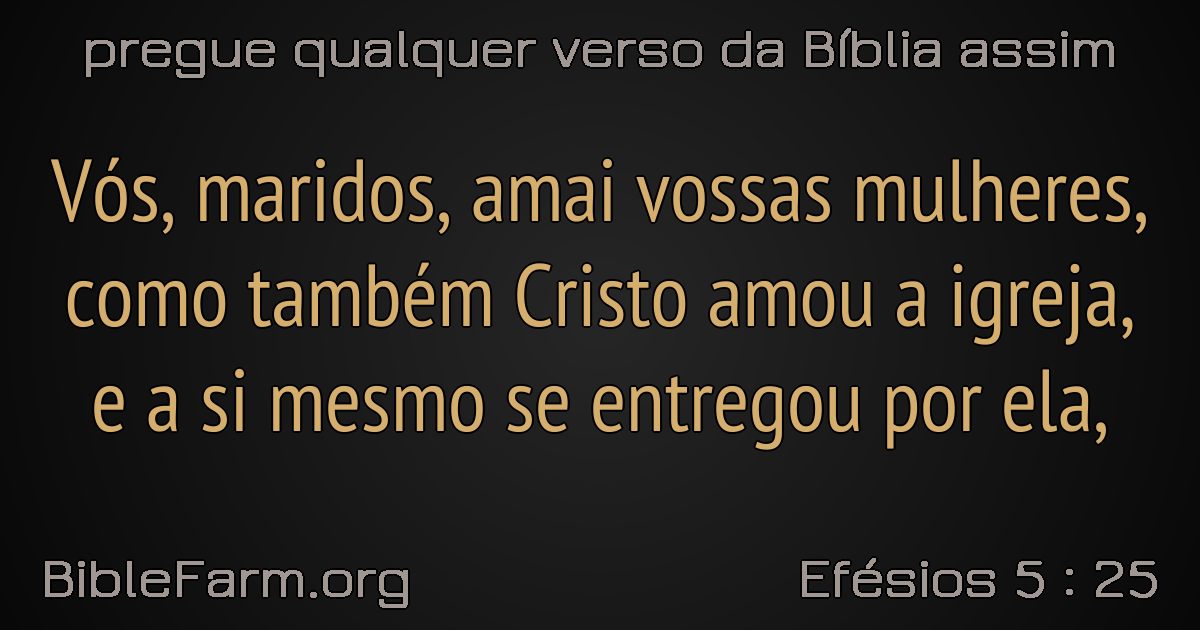 pregue qualquer verso da Bíblia assim
Vós, maridos, amai vossas mulheres,
como também Cristo amou a igreja,
e a si mesmo se entregou por ela,
BibleFarm.org
Efésios 5 : 25